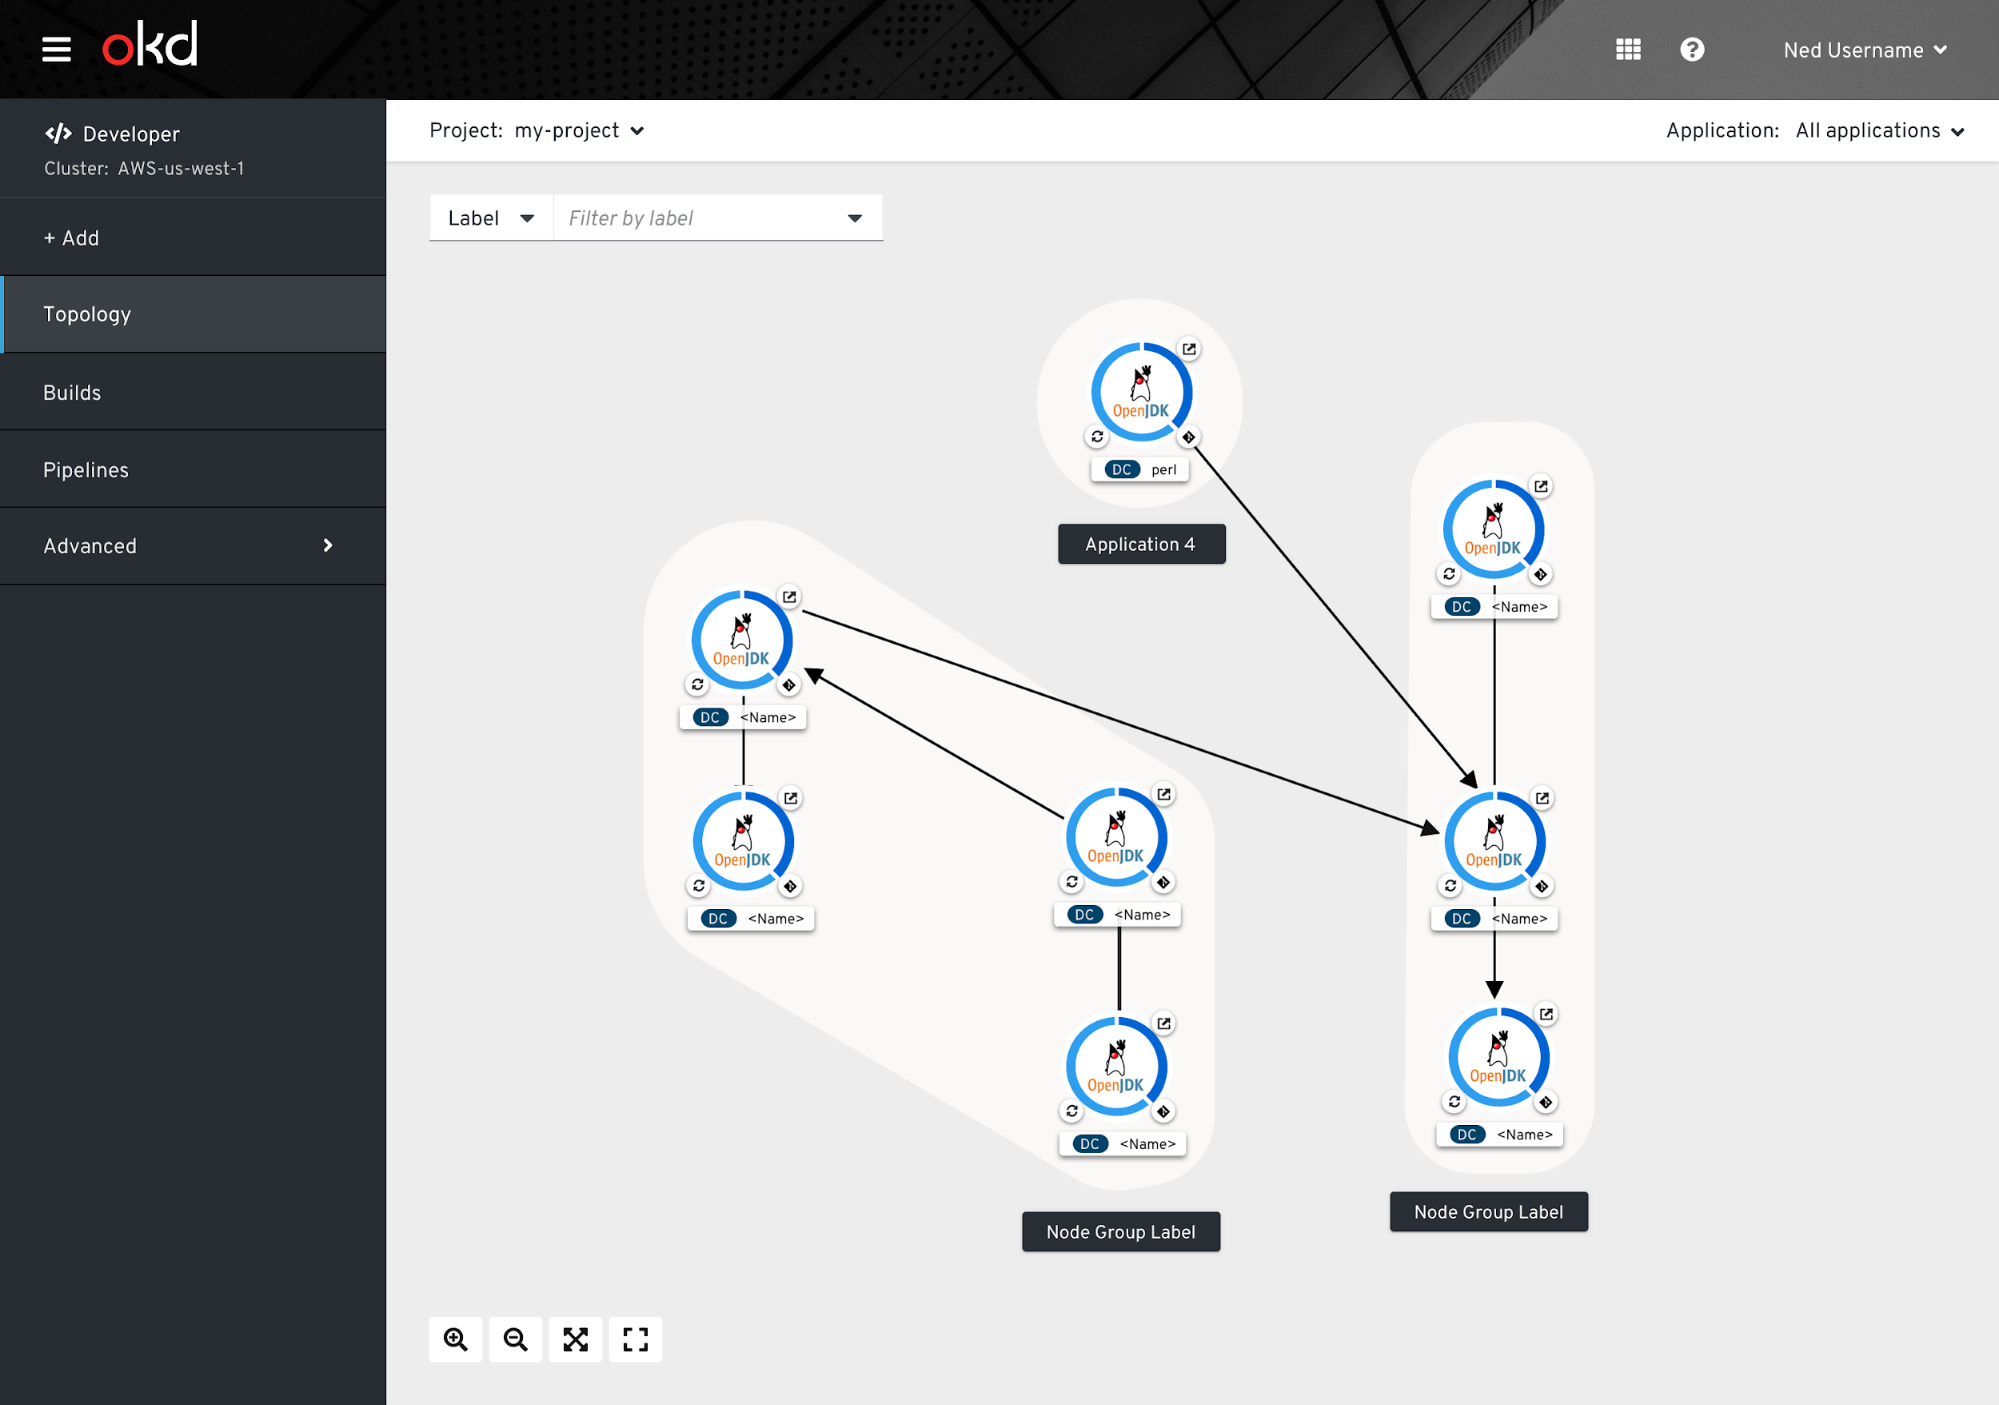 okd
Ned Username
Developer
Cluster: AWS-us-west-1
Project: my-project
Application: All applications
+ Add
Topology
Builds
Pipelines
Advanced
Label
Filter by label
OpenJDK
DC perl
Application 4
OpenJDK
DC <Name>
OpenJDK
DC <Name>
OpenJDK
DC <Name>
OpenJDK
DC <Name>
OpenJDK
DC <Name>
OpenJDK
DC <Name>
OpenJDK
DC <Name>
Node Group Label
Node Group Label